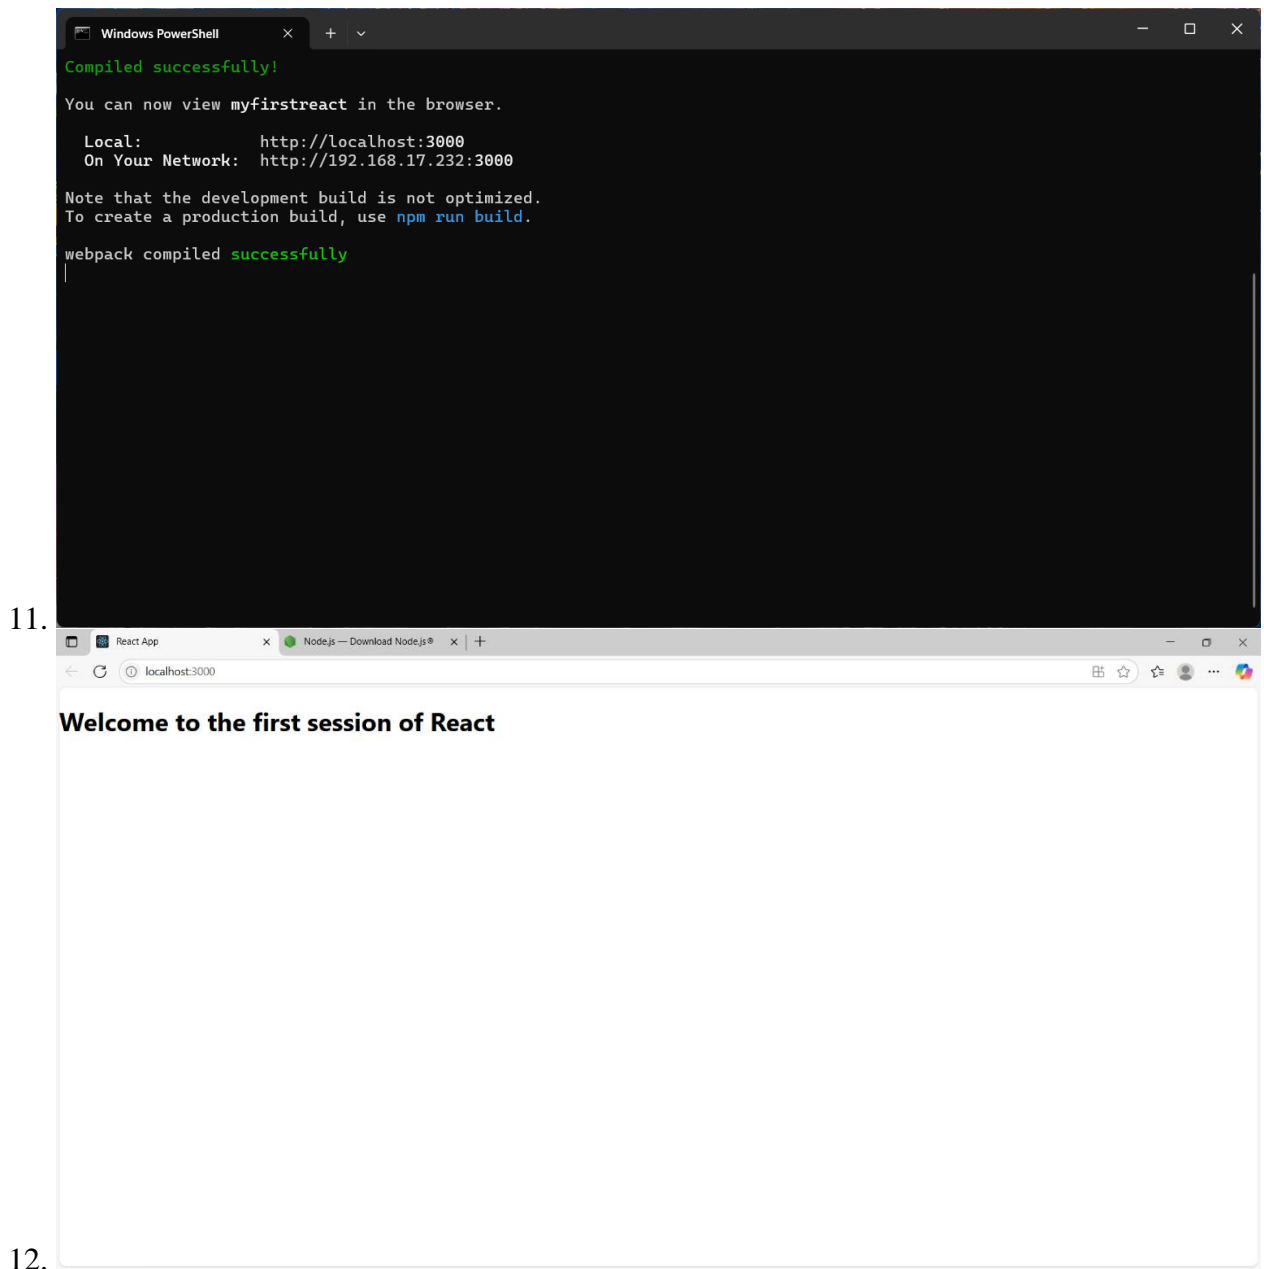 Windows PowerShell
Compiled successfully!
You can now view myfirstreact in the browser.
Local: http://localhost:3000
On Your Network: http://192.168.17.232:3000
Note that the development build is not optimized.
To create a production build, use npm run build.
webpack compiled successfully
11.
React App
Node.js — Download Node.js®
localhost:3000
Welcome to the first session of React
12.